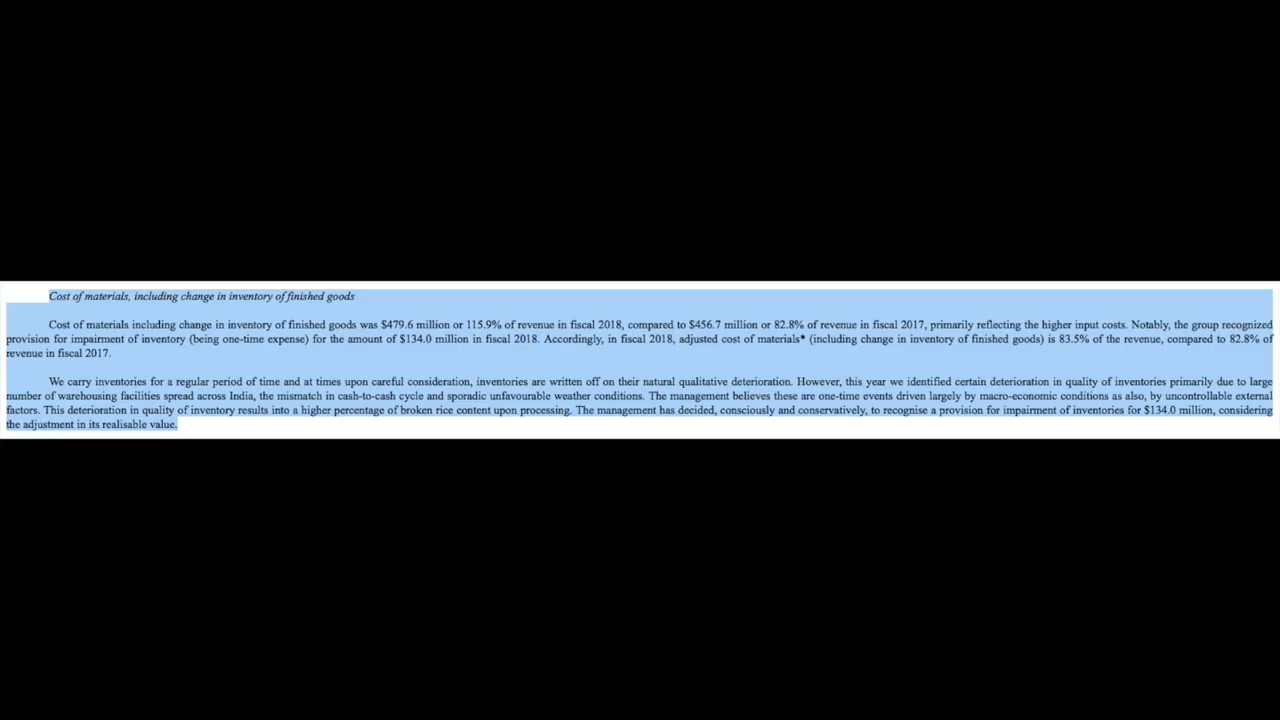 Cost of materials, including change in inventory of finished goods
Cost of materials including change in inventory of finished goods was $479.6 million or 115.9% of revenue in fiscal 2018, compared to $456.7 million or 82.8% of revenue in fiscal 2017, primarily reflecting the higher input costs. Notably, the group recognized
provision for impairment of inventory (being one-time expense) for the amount of $134.0 million in fiscal 2018. Accordingly, in fiscal 2018, adjusted cost of materials* (including change in inventory of finished goods) is 83.5% of the revenue, compared to 82.8% of
revenue in fiscal 2017.
We carry inventories for a regular period of time and at times upon careful consideration, inventories are written off on their natural qualitative deterioration. However, this year we identified certain deterioration in quality of inventories primarily due to large
number of warehousing facilities spread across India, the mismatch in cash-to-cash cycle and sporadic unfavourable weather conditions. The management believes these are one-time events driven largely by macro-economic conditions as also, by uncontrollable external
factors. This deterioration in quality of inventory results into a higher percentage of broken rice content upon processing. The management has decided, consciously and conservatively, to recognise a provision for impairment of inventories for $134.0 million, considering
the adjustment in its realisable value.